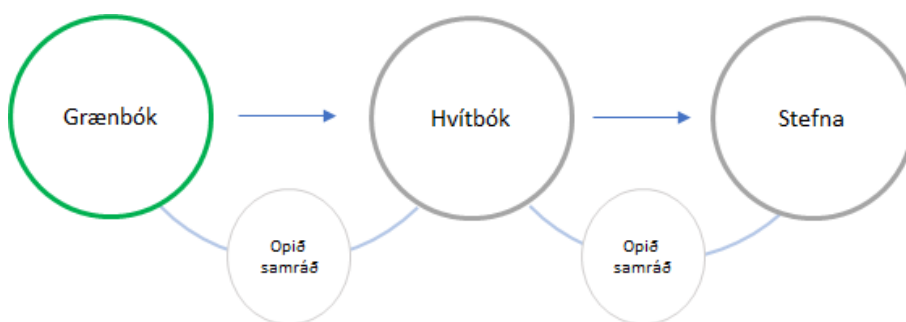 Grænbók
Hvítbók
Stefna
Opið
samráð
Opið
samráð